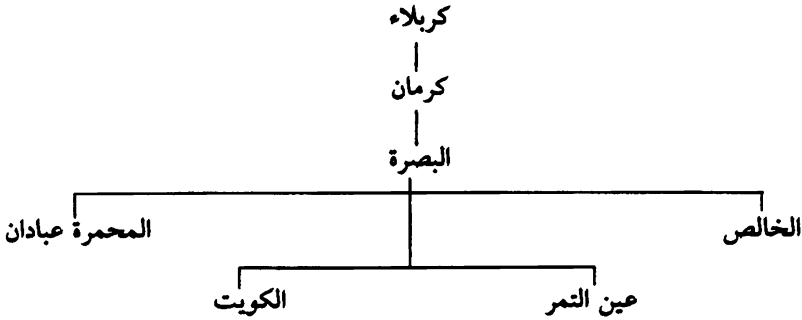 كربلاء
كرمان
البصرة
الخالص
المحمرة عبادان
عين التمر
الكويت